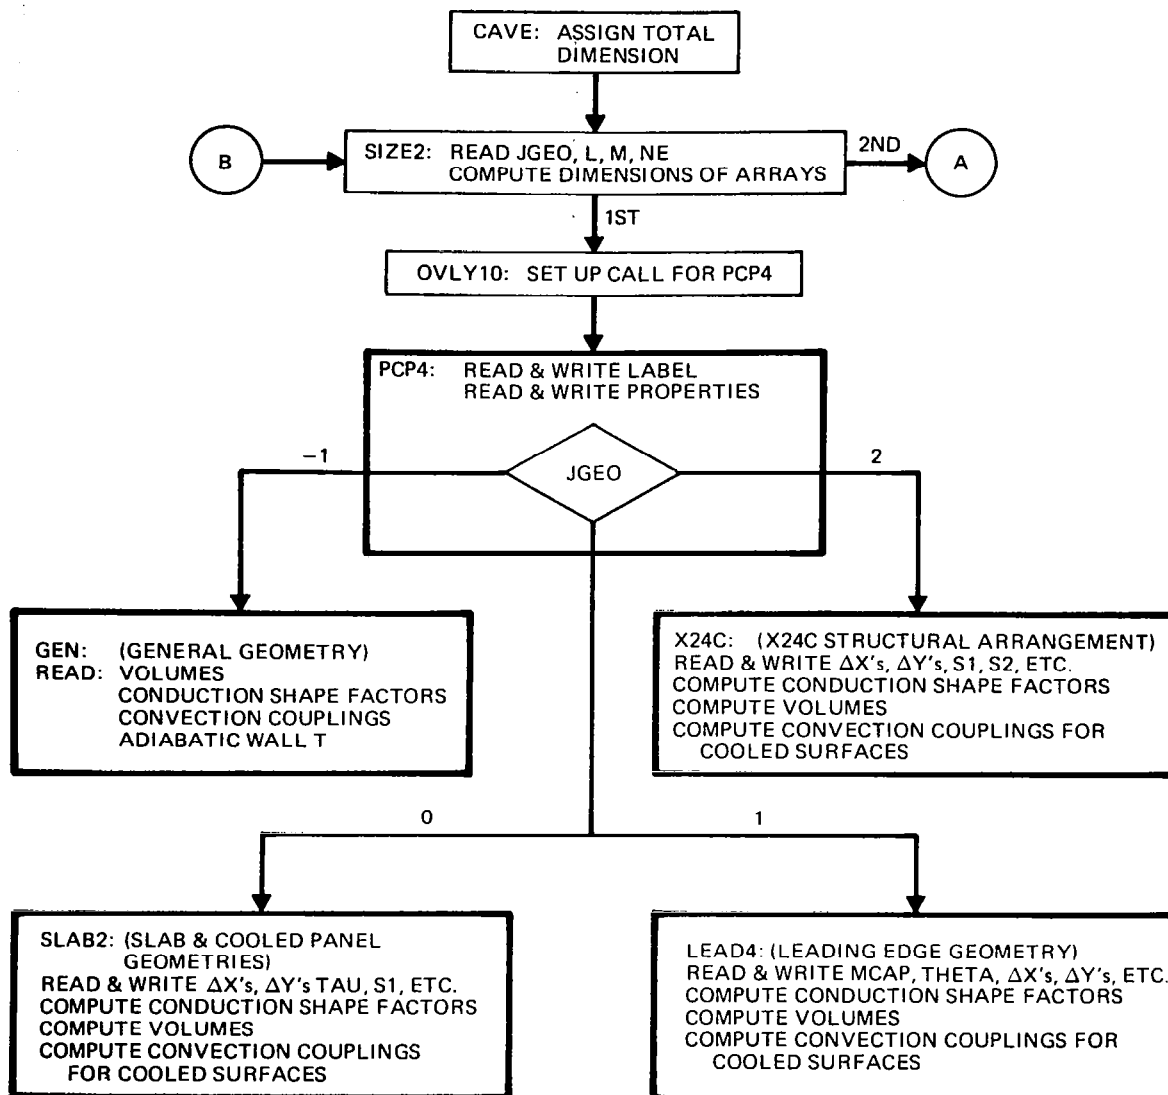 CAVE: ASSIGN TOTAL
DIMENSION
B
SIZE2: READ JGEO, L, M, NE
COMPUTE DIMENSIONS OF ARRAYS
2ND
A
1ST
OVLY10: SET UP CALL FOR PCP4
PCP4: READ & WRITE LABEL
READ & WRITE PROPERTIES
−1
JGEO
2
GEN: (GENERAL GEOMETRY)
READ: VOLUMES
CONDUCTION SHAPE FACTORS
CONVECTION COUPLINGS
ADIABATIC WALL T
X24C: (X24C STRUCTURAL ARRANGEMENT)
READ & WRITE ΔX's, ΔY's, S1, S2, ETC.
COMPUTE CONDUCTION SHAPE FACTORS
COMPUTE VOLUMES
COMPUTE CONVECTION COUPLINGS FOR
COOLED SURFACES
0
1
SLAB2: (SLAB & COOLED PANEL
GEOMETRIES)
READ & WRITE ΔX's, ΔY's TAU, S1, ETC.
COMPUTE CONDUCTION SHAPE FACTORS
COMPUTE VOLUMES
COMPUTE CONVECTION COUPLINGS
FOR COOLED SURFACES
LEAD4: (LEADING EDGE GEOMETRY)
READ & WRITE MCAP, THETA, ΔX's, ΔY's, ETC.
COMPUTE CONDUCTION SHAPE FACTORS
COMPUTE VOLUMES
COMPUTE CONVECTION COUPLINGS FOR
COOLED SURFACES